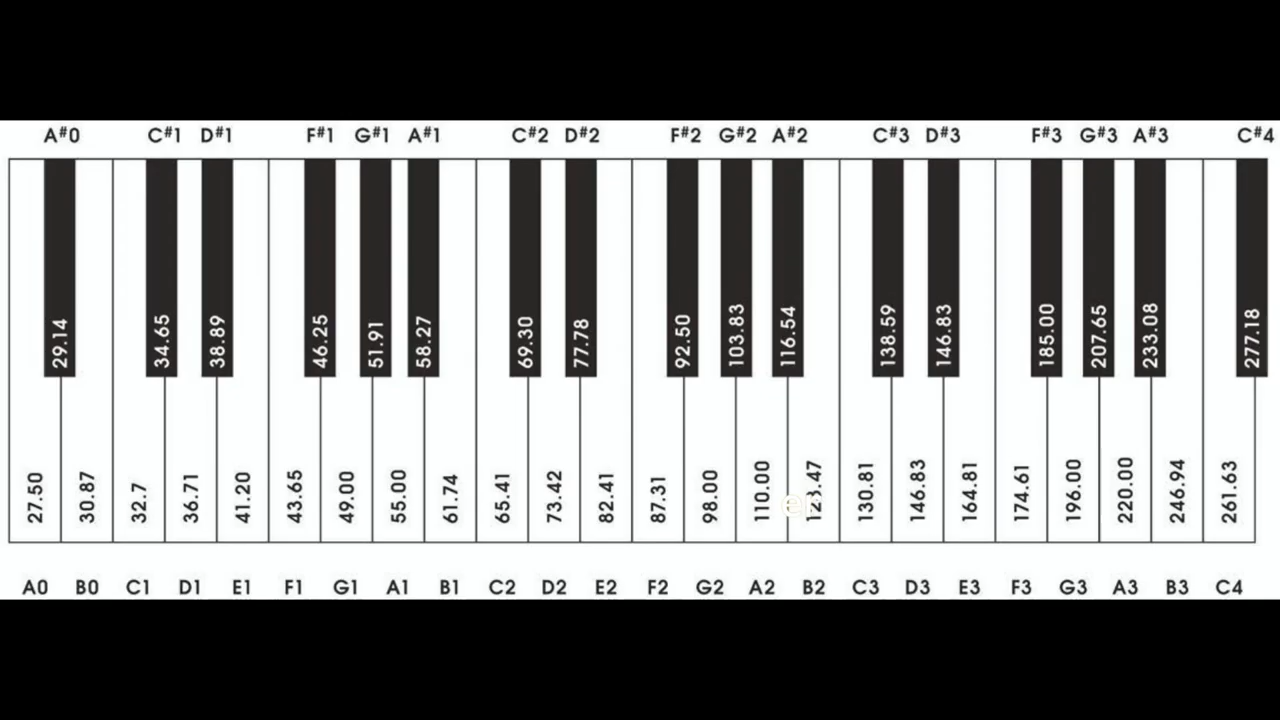 A#0 C#1 D#1 F#1 G#1 A#1 C#2 D#2 F#2 G#2 A#2 C#3 D#3 F#3 G#3 A#3 C#4
29.14 34.65 38.89 46.25 51.91 58.27 69.30 77.78 92.50 103.83 116.54 138.59 146.83 185.00 207.65 233.08 277.18
27.50 30.87 32.7 36.71 41.20 43.65 49.00 55.00 61.74 65.41 73.42 82.41 87.31 98.00 110.00 130.81 146.83 164.81 174.61 196.00 220.00 246.94 261.63
A0 B0 C1 D1 E1 F1 G1 A1 B1 C2 D2 E2 F2 G2 A2 B2 C3 D3 E3 F3 G3 A3 B3 C4